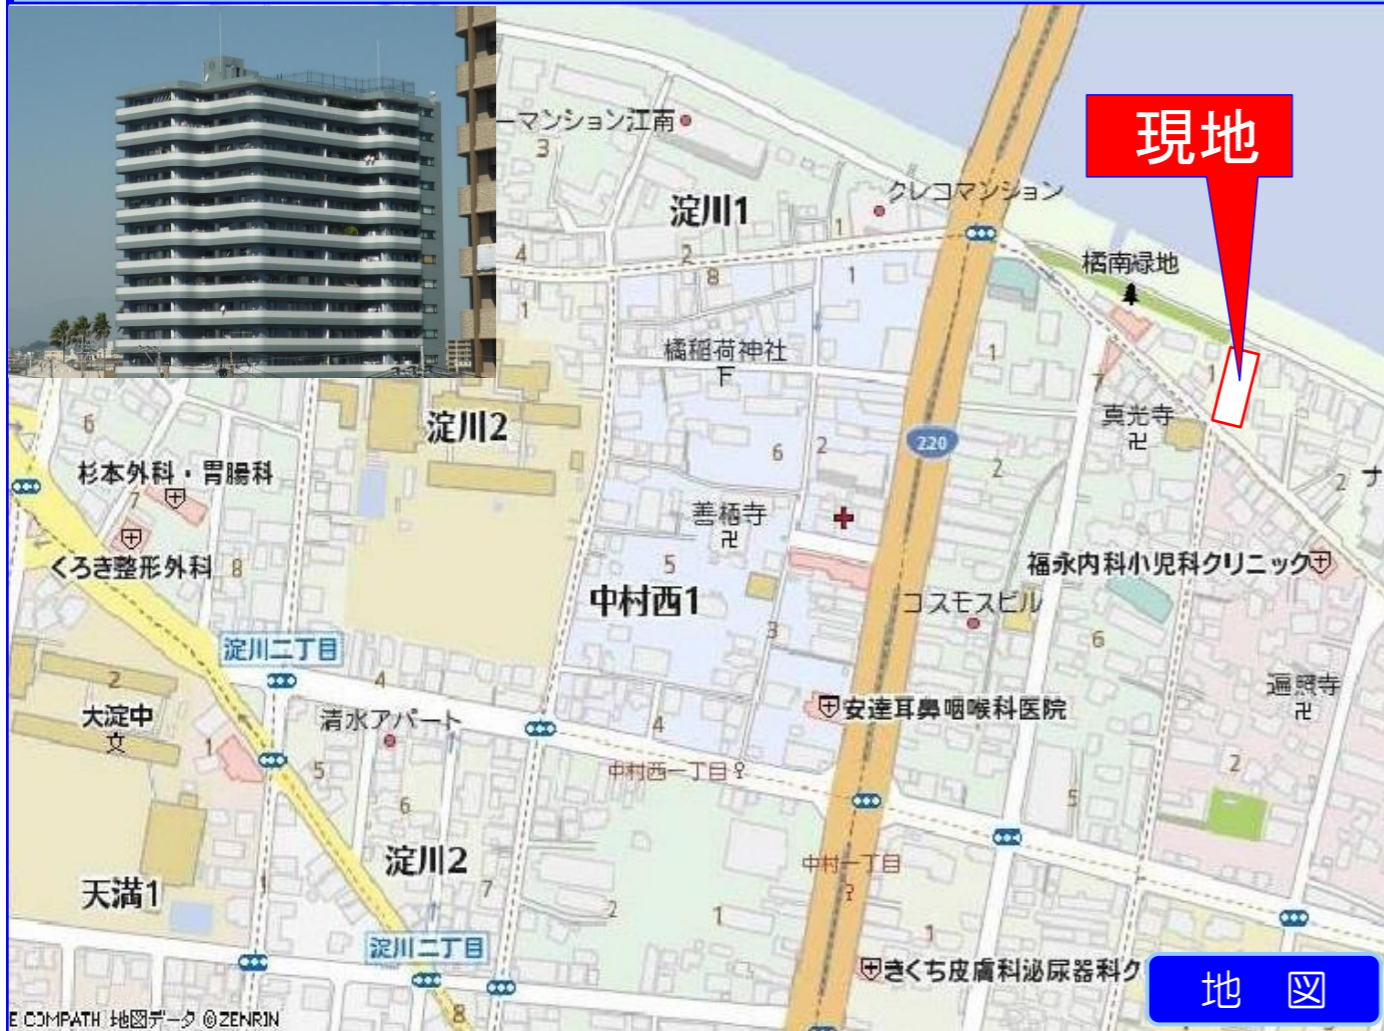 ーマンション江南
3
淀川1
クレコマンション
現地
1
4
2
8
1
橘南緑地
1
橘稲荷神社
1
7
1
淀川2
6
真光寺
6
2
220
2
2
ナ
杉本外科・胃腸科
7
善栖寺
くろき整形外科
8
5
福永内科小児科クリニック
中村西1
コスモスビル
3
6
淀川二丁目
4
2
遍照寺
大淀中
文
清水アパート
4
安達耳鼻咽喉科医院
1
5
中村西一丁目
2
6
5
淀川2
中村一丁目
天満1
1
7
2
1
1
淀川二丁目
きくち皮膚科泌尿器科ク
地 図
8
E COMPATH 地図データ ©ZENRIN